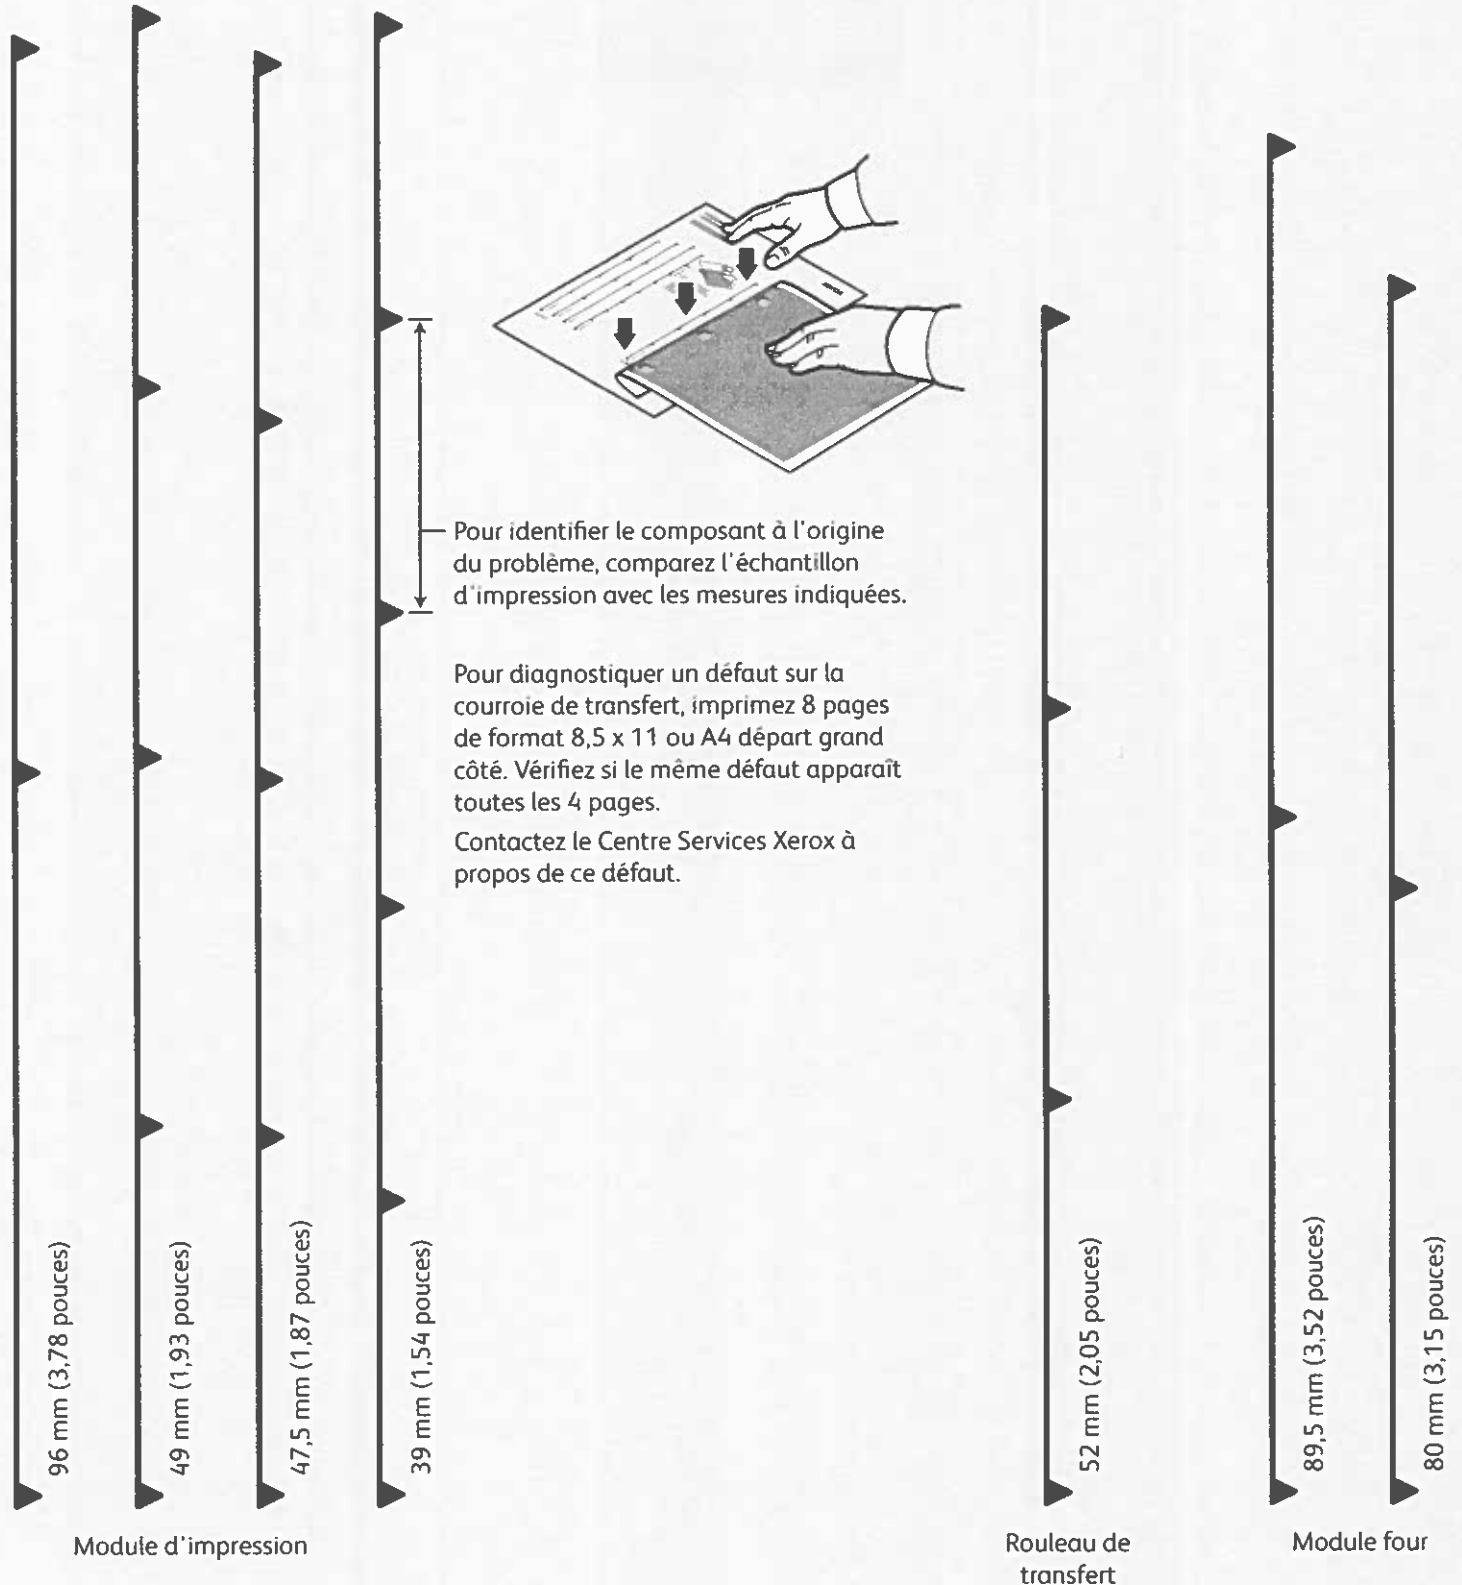 Pour identifier le composant à l'origine
du problème, comparez l'échantillon
d'impression avec les mesures indiquées.
Pour diagnostiquer un défaut sur la
courroie de transfert, imprimez 8 pages
de format 8,5 x 11 ou A4 départ grand
côté. Vérifiez si le même défaut apparaît
toutes les 4 pages.
Contactez le Centre Services Xerox à
propos de ce défaut.
96 mm (3,78 pouces)
49 mm (1,93 pouces)
47,5 mm (1,87 pouces)
39 mm (1,54 pouces)
52 mm (2,05 pouces)
89,5 mm (3,52 pouces)
80 mm (3,15 pouces)
Module d'impression
Rouleau de
transfert
Module four